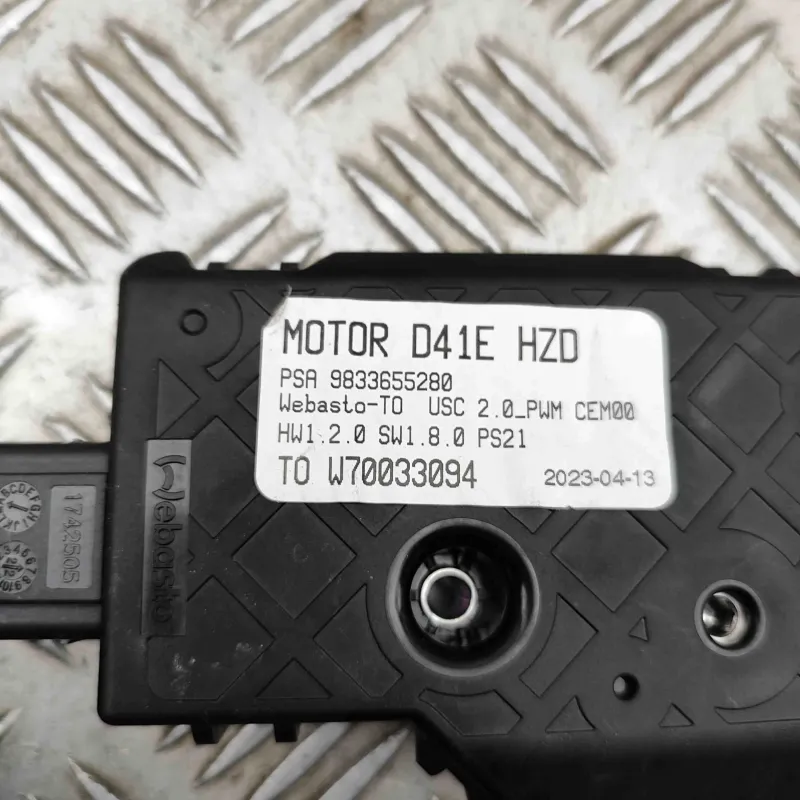 MOTOR D41E HZD
PSA 9833655280
Webasto-TO USC 2.0_PWM CEM00
HW1.2.0 SW1.8.0 PS21
TO W70033094 2023-04-13
Webasto
1742505